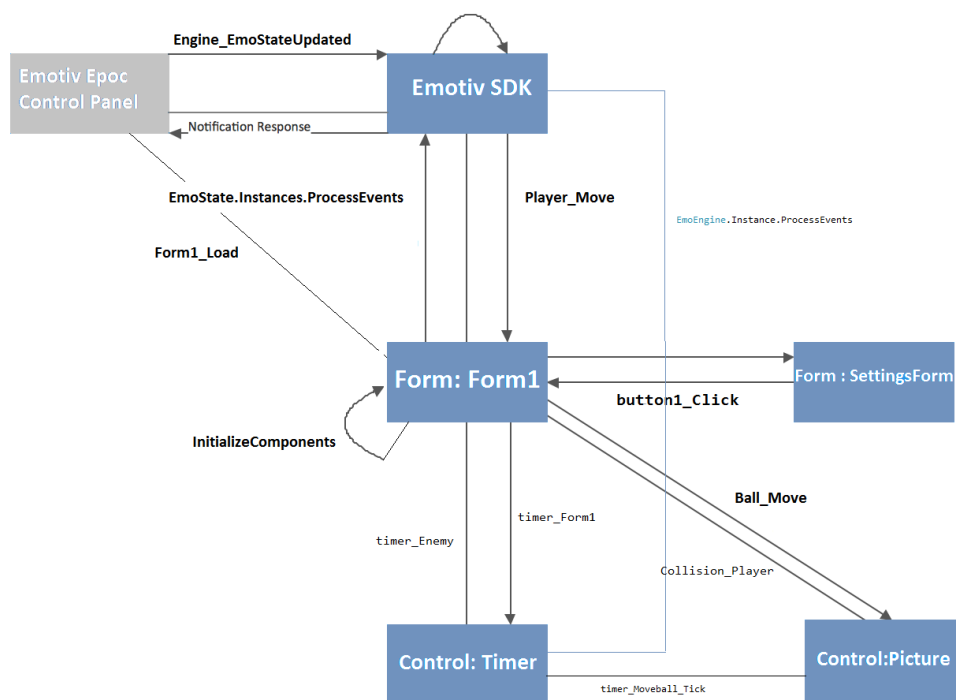 Engine_EmoStateUpdated
Emotiv Epoc
Control Panel
Emotiv SDK
Notification Response
EmoState.Instances.ProcessEvents
Player_Move
EmoEngine.Instance.ProcessEvents
Form1_Load
Form: Form1
Form : SettingsForm
button1_Click
InitializeComponents
Ball_Move
timer_Form1
timer_Enemy
Collision_Player
Control: Timer
Control:Picture
timer_Moveball_Tick